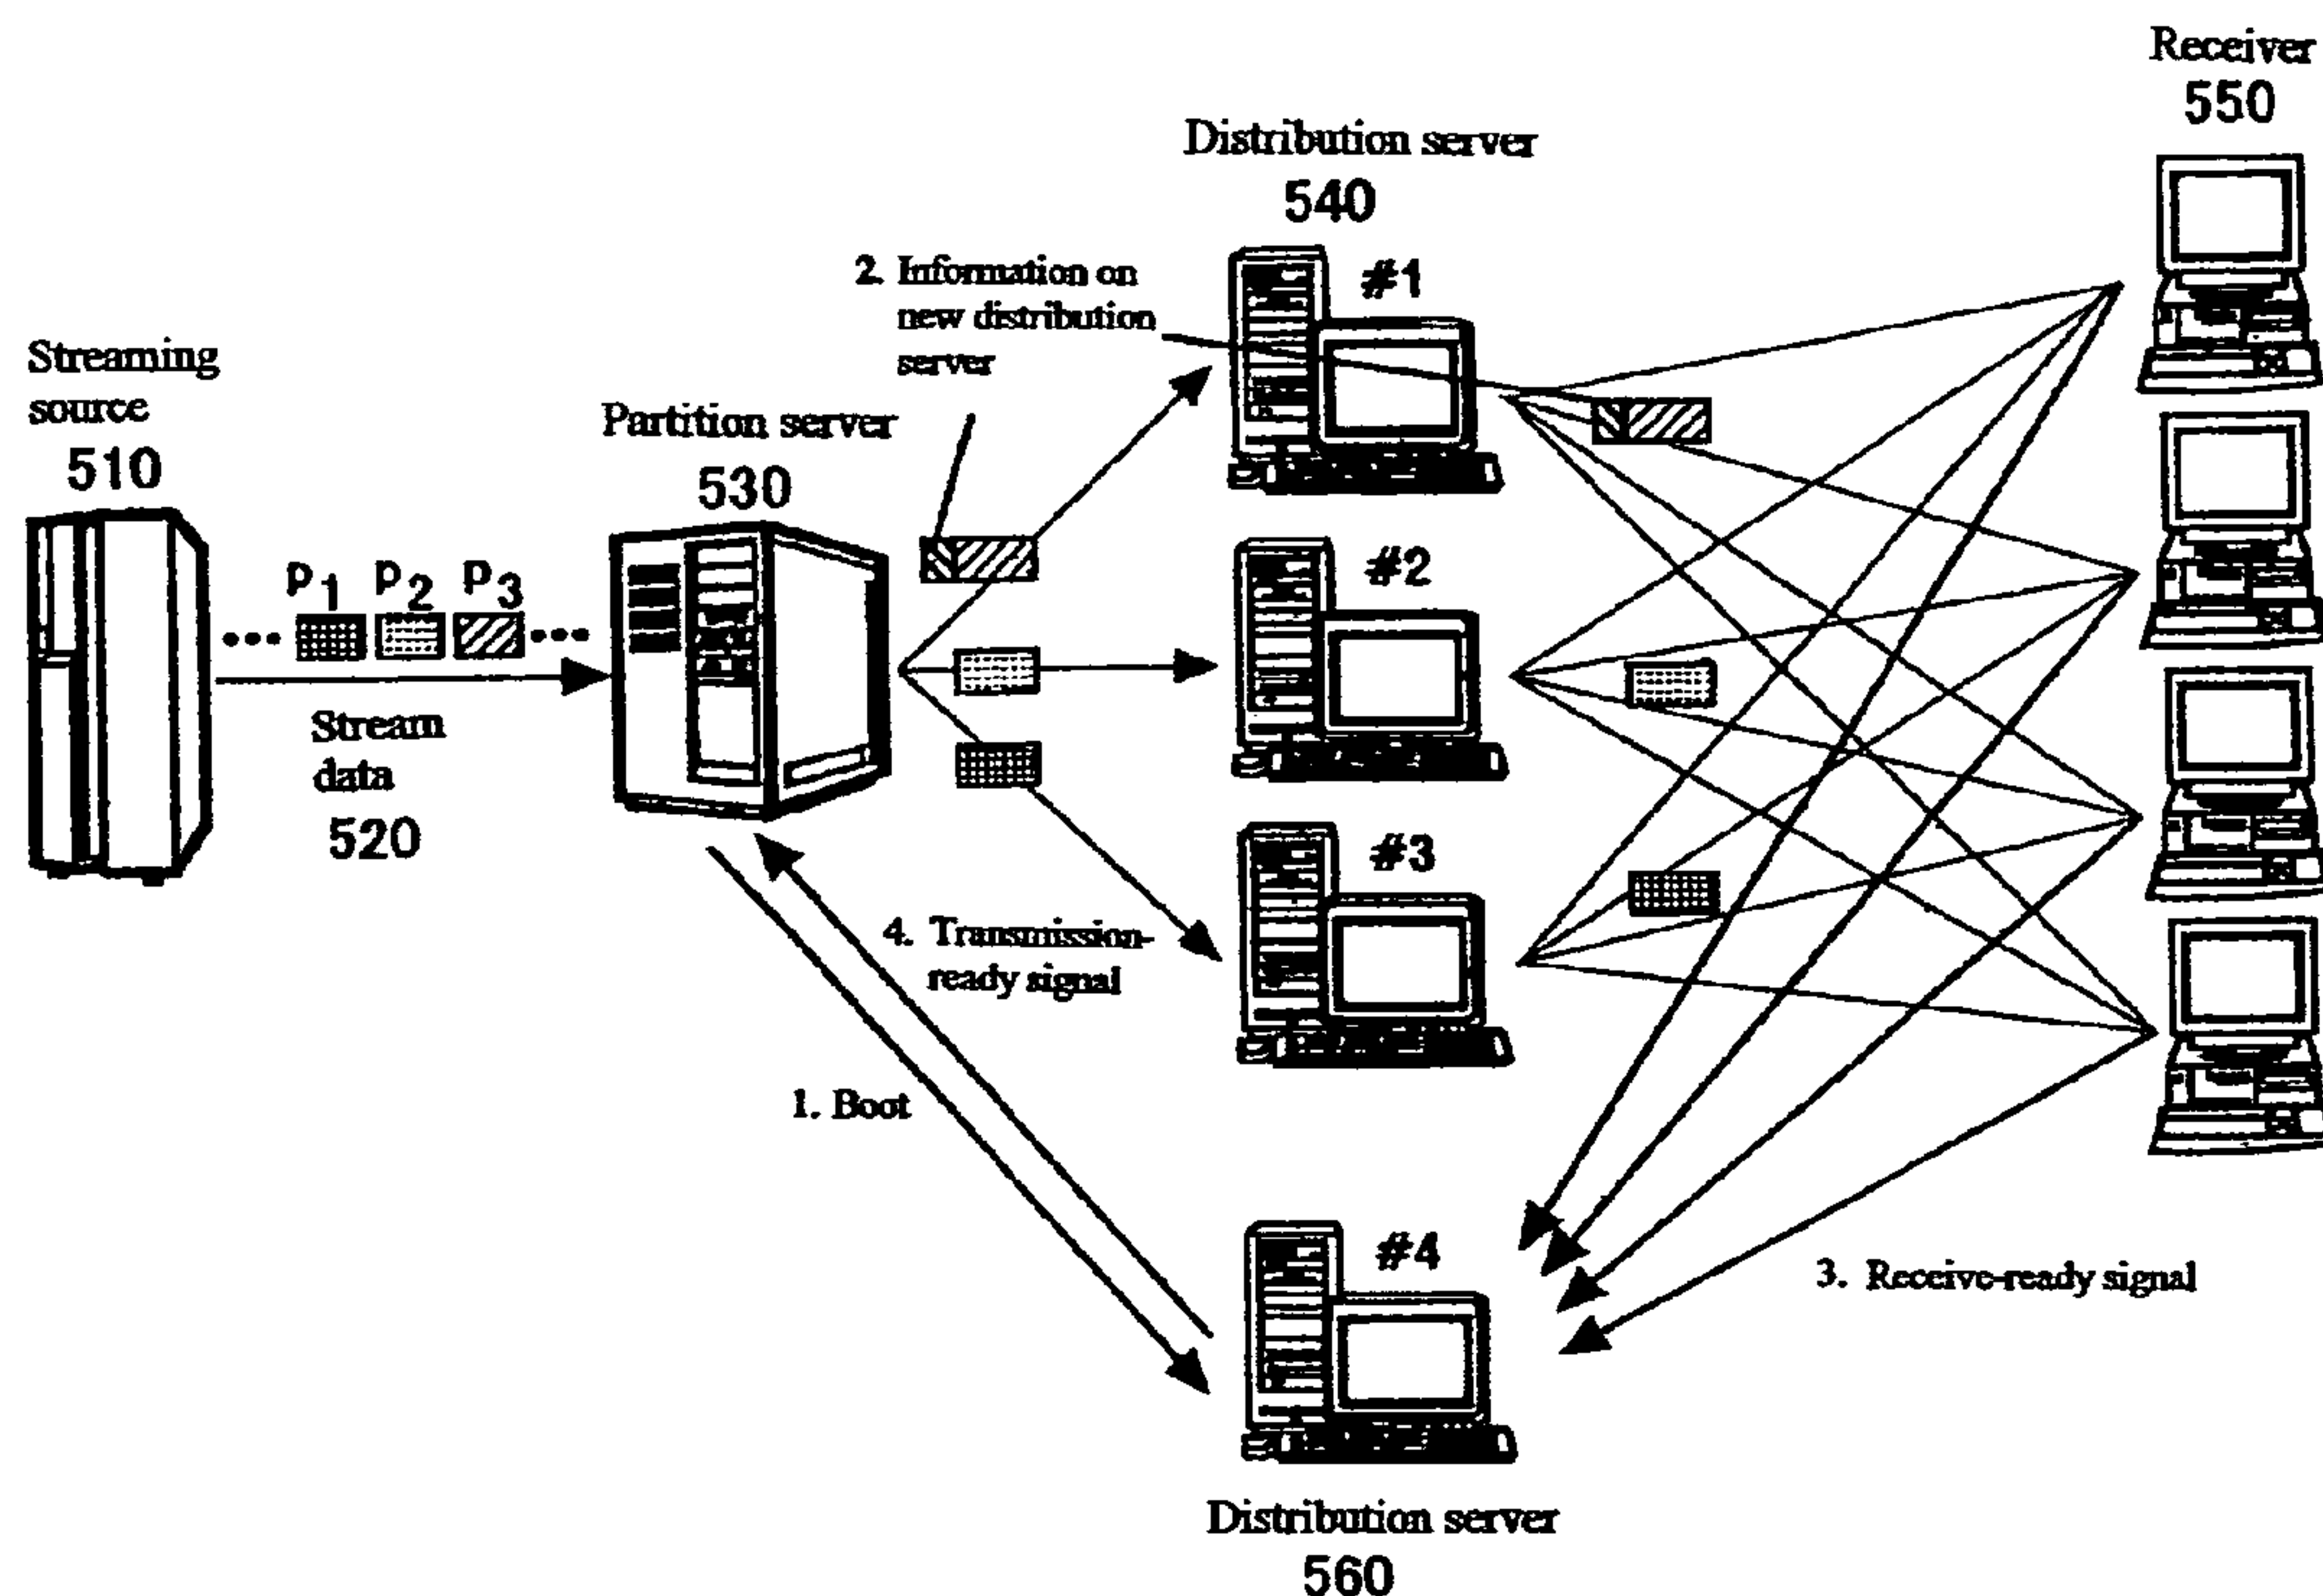 Receiver
550
Distribution server
540
2. Information on
new distribution
server
#1
Streaming
source
510
Partition server
530
#2
p1 p2 p3
Stream
data
520
#3
4. Transmission-
ready signal
1. Boot
#4
3. Receive-ready signal
Distribution server
560